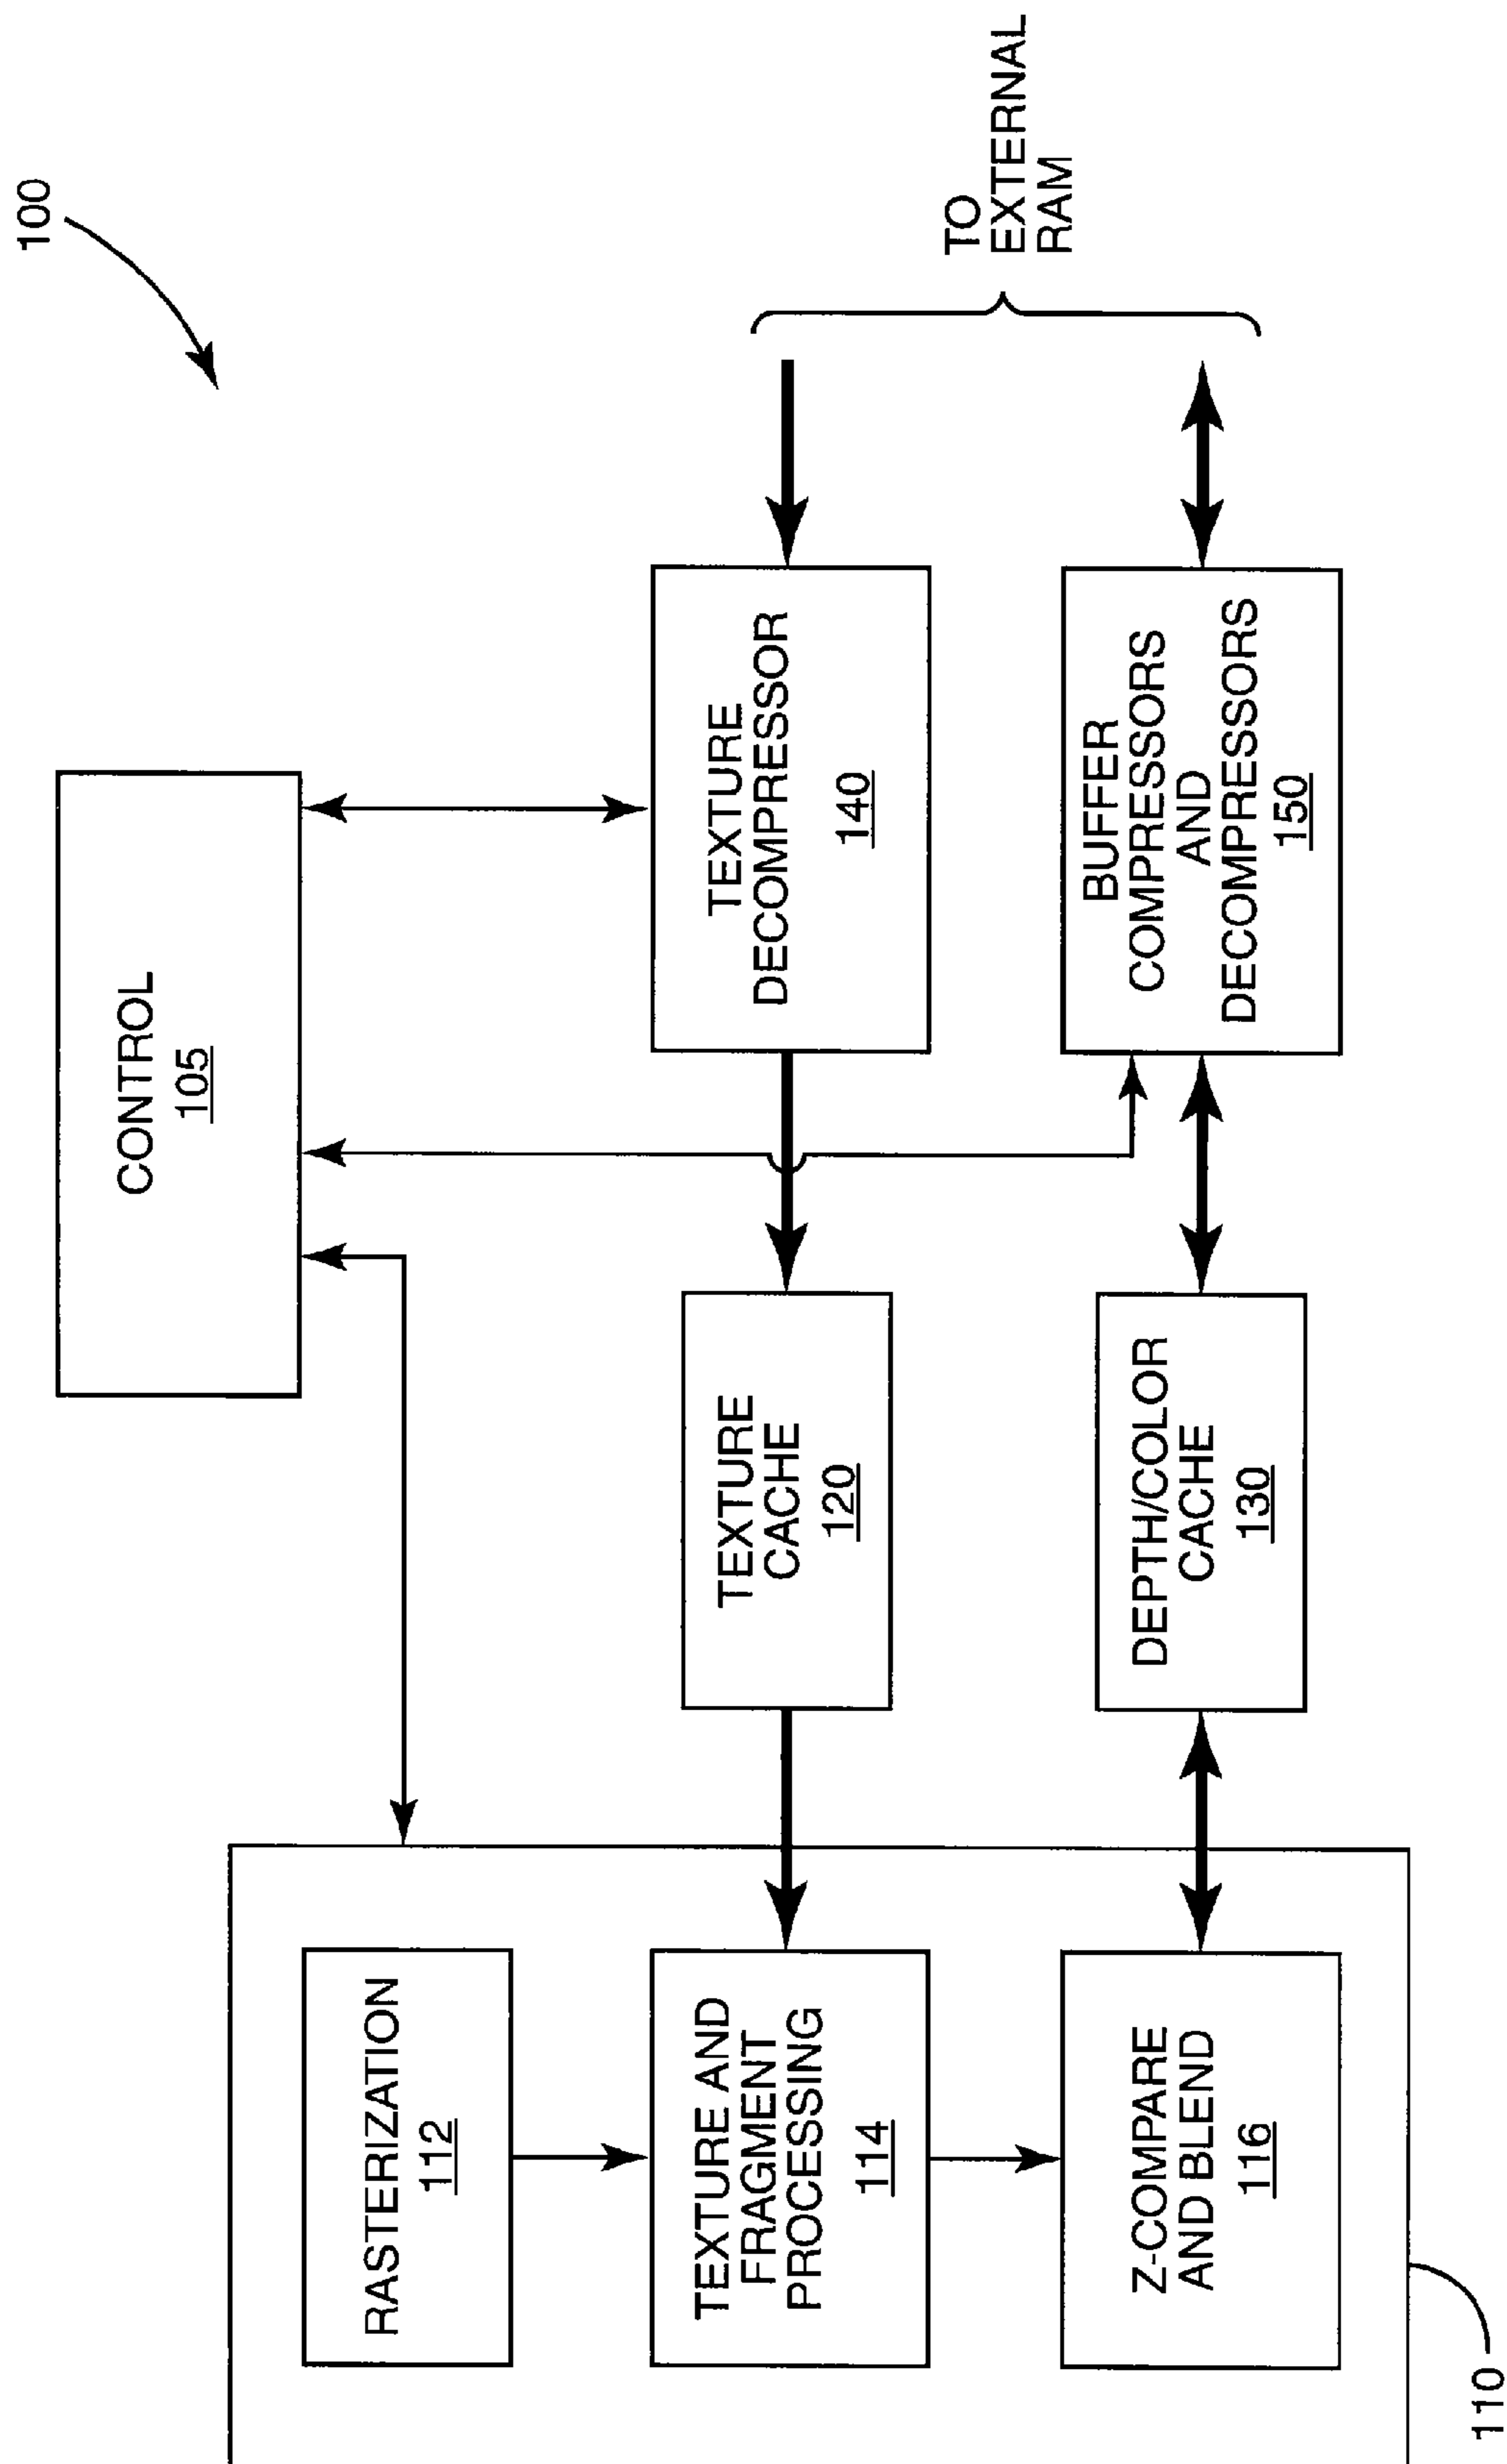 100
CONTROL
105
RASTERIZATION
112
TEXTURE AND
FRAGMENT
PROCESSING
114
TEXTURE
CACHE
120
TEXTURE
DECOMPRESSOR
140
TO
EXTERNAL
RAM
Z-COMPARE
AND BLEND
116
DEPTH/COLOR
CACHE
130
BUFFER
COMPRESSORS
AND
DECOMPRESSORS
150
110